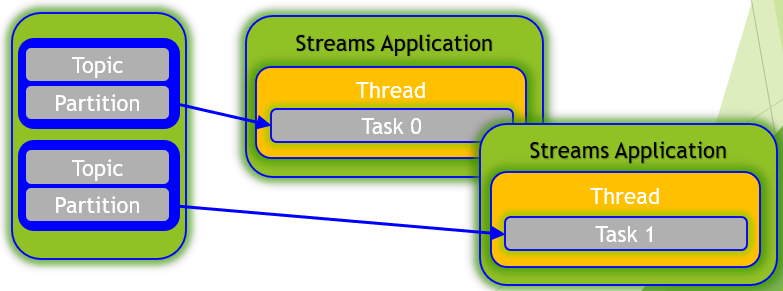 Topic
Partition
Topic
Partition
Streams Application
Thread
Task 0
Streams Application
Thread
Task 1